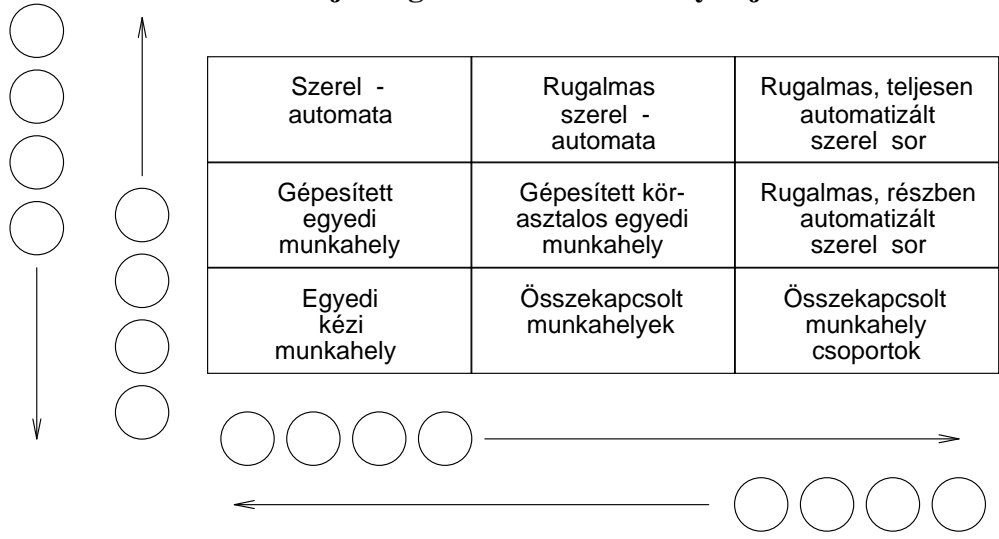 Szerel -
automata
Rugalmas
szerel -
automata
Rugalmas, teljesen
automatizált
szerel sor
Gépesített
egyedi
munkahely
Gépesített kör-
asztalos egyedi
munkahely
Rugalmas, részben
automatizált
szerel sor
Egyedi
kézi
munkahely
Összekapcsolt
munkahelyek
Összekapcsolt
munkahely
csoportok